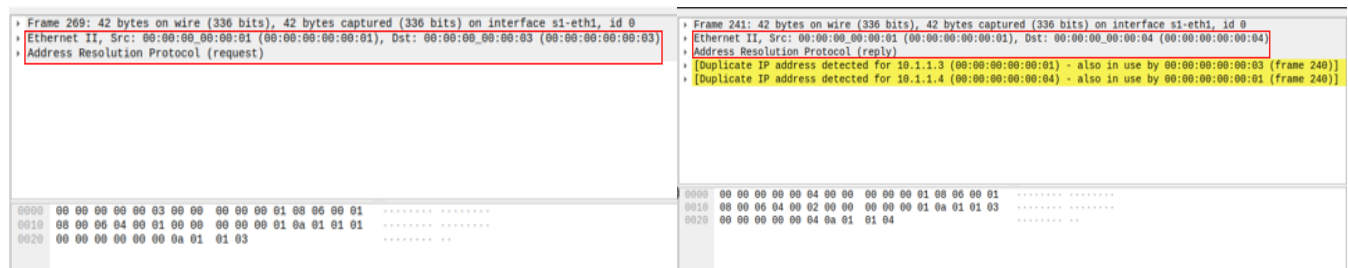 Frame 269: 42 bytes on wire (336 bits), 42 bytes captured (336 bits) on interface s1-eth1, id 0
Ethernet II, Src: 00:00:00_00:00:01 (00:00:00:00:00:01), Dst: 00:00:00_00:00:03 (00:00:00:00:00:03)
Address Resolution Protocol (request)
0000 00 00 00 00 00 03 00 00 00 00 00 01 08 06 00 01 ········ ········
0010 08 00 06 04 00 01 00 00 00 00 00 01 0a 01 01 01 ········ ········
0020 00 00 00 00 00 00 0a 01 01 03 ········ ··
Frame 241: 42 bytes on wire (336 bits), 42 bytes captured (336 bits) on interface s1-eth1, id 0
Ethernet II, Src: 00:00:00_00:00:01 (00:00:00:00:00:01), Dst: 00:00:00_00:00:04 (00:00:00:00:00:04)
Address Resolution Protocol (reply)
[Duplicate IP address detected for 10.1.1.3 (00:00:00:00:00:01) - also in use by 00:00:00:00:00:03 (frame 240)]
[Duplicate IP address detected for 10.1.1.4 (00:00:00:00:00:04) - also in use by 00:00:00:00:00:01 (frame 240)]
0000 00 00 00 00 00 04 00 00 00 00 00 01 08 06 00 01 ········ ········
0010 08 00 06 04 00 02 00 00 00 00 00 01 0a 01 01 03 ········ ········
0020 00 00 00 00 00 04 0a 01 01 04 ········ ··